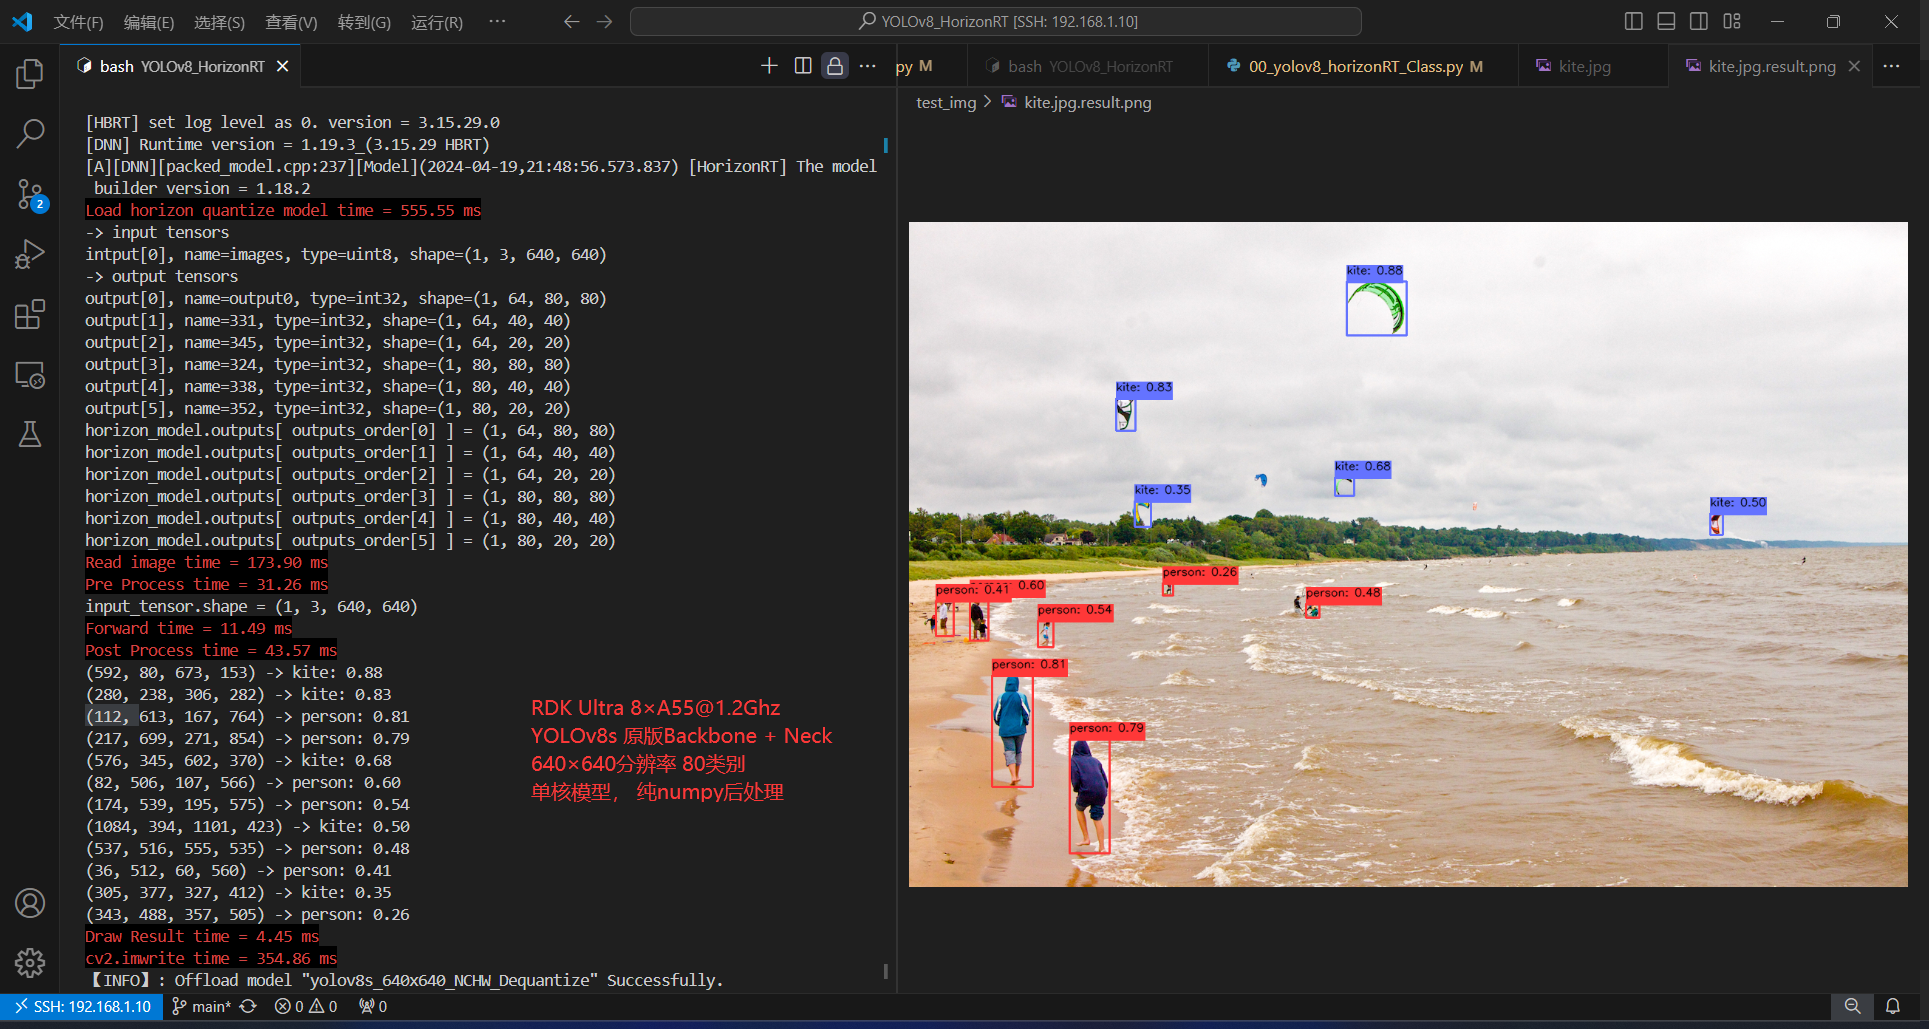 文件(F) 编辑(E) 选择(S) 查看(V) 转到(G) 运行(R) ···
YOLOv8_HorizonRT [SSH: 192.168.1.10]
bash YOLOv8_HorizonRT
py M
bash YOLOv8_HorizonRT
00_yolov8_horizonRT_Class.py M
kite.jpg
kite.jpg.result.png
test_img > kite.jpg.result.png
[HBRT] set log level as 0. version = 3.15.29.0
[DNN] Runtime version = 1.19.3_(3.15.29 HBRT)
[A][DNN][packed_model.cpp:237][Model](2024-04-19,21:48:56.573.837) [HorizonRT] The model
builder version = 1.18.2
Load horizon quantize model time = 555.55 ms
-> input tensors
intput[0], name=images, type=uint8, shape=(1, 3, 640, 640)
-> output tensors
output[0], name=output0, type=int32, shape=(1, 64, 80, 80)
output[1], name=331, type=int32, shape=(1, 64, 40, 40)
output[2], name=345, type=int32, shape=(1, 64, 20, 20)
output[3], name=324, type=int32, shape=(1, 80, 80, 80)
output[4], name=338, type=int32, shape=(1, 80, 40, 40)
output[5], name=352, type=int32, shape=(1, 80, 20, 20)
horizon_model.outputs[ outputs_order[0] ] = (1, 64, 80, 80)
horizon_model.outputs[ outputs_order[1] ] = (1, 64, 40, 40)
horizon_model.outputs[ outputs_order[2] ] = (1, 64, 20, 20)
horizon_model.outputs[ outputs_order[3] ] = (1, 80, 80, 80)
horizon_model.outputs[ outputs_order[4] ] = (1, 80, 40, 40)
horizon_model.outputs[ outputs_order[5] ] = (1, 80, 20, 20)
Read image time = 173.90 ms
Pre Process time = 31.26 ms
input_tensor.shape = (1, 3, 640, 640)
Forward time = 11.49 ms
Post Process time = 43.57 ms
(592, 80, 673, 153) -> kite: 0.88
(280, 238, 306, 282) -> kite: 0.83
(112, 613, 167, 764) -> person: 0.81
(217, 699, 271, 854) -> person: 0.79
(576, 345, 602, 370) -> kite: 0.68
(82, 506, 107, 566) -> person: 0.60
(174, 539, 195, 575) -> person: 0.54
(1084, 394, 1101, 423) -> kite: 0.50
(537, 516, 555, 535) -> person: 0.48
(36, 512, 60, 560) -> person: 0.41
(305, 377, 327, 412) -> kite: 0.35
(343, 488, 357, 505) -> person: 0.26
Draw Result time = 4.45 ms
cv2.imwrite time = 354.86 ms
【INFO】: Offload model "yolov8s_640x640_NCHW_Dequantize" Successfully.
RDK Ultra 8×A55@1.2Ghz
YOLOv8s 原版Backbone + Neck
640×640分辨率 80类别
单核模型， 纯numpy后处理
kite: 0.88
kite: 0.83
kite: 0.68
kite: 0.35
kite: 0.50
person: 0.26
person: 0.41
0.60
person: 0.48
person: 0.54
person: 0.81
person: 0.79
2
SSH: 192.168.1.10
main*
0
0
0